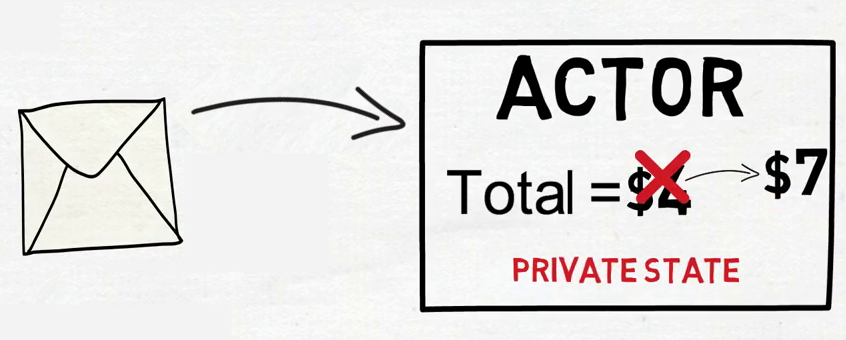 ACTOR
Total = $4 $7
PRIVATE STATE